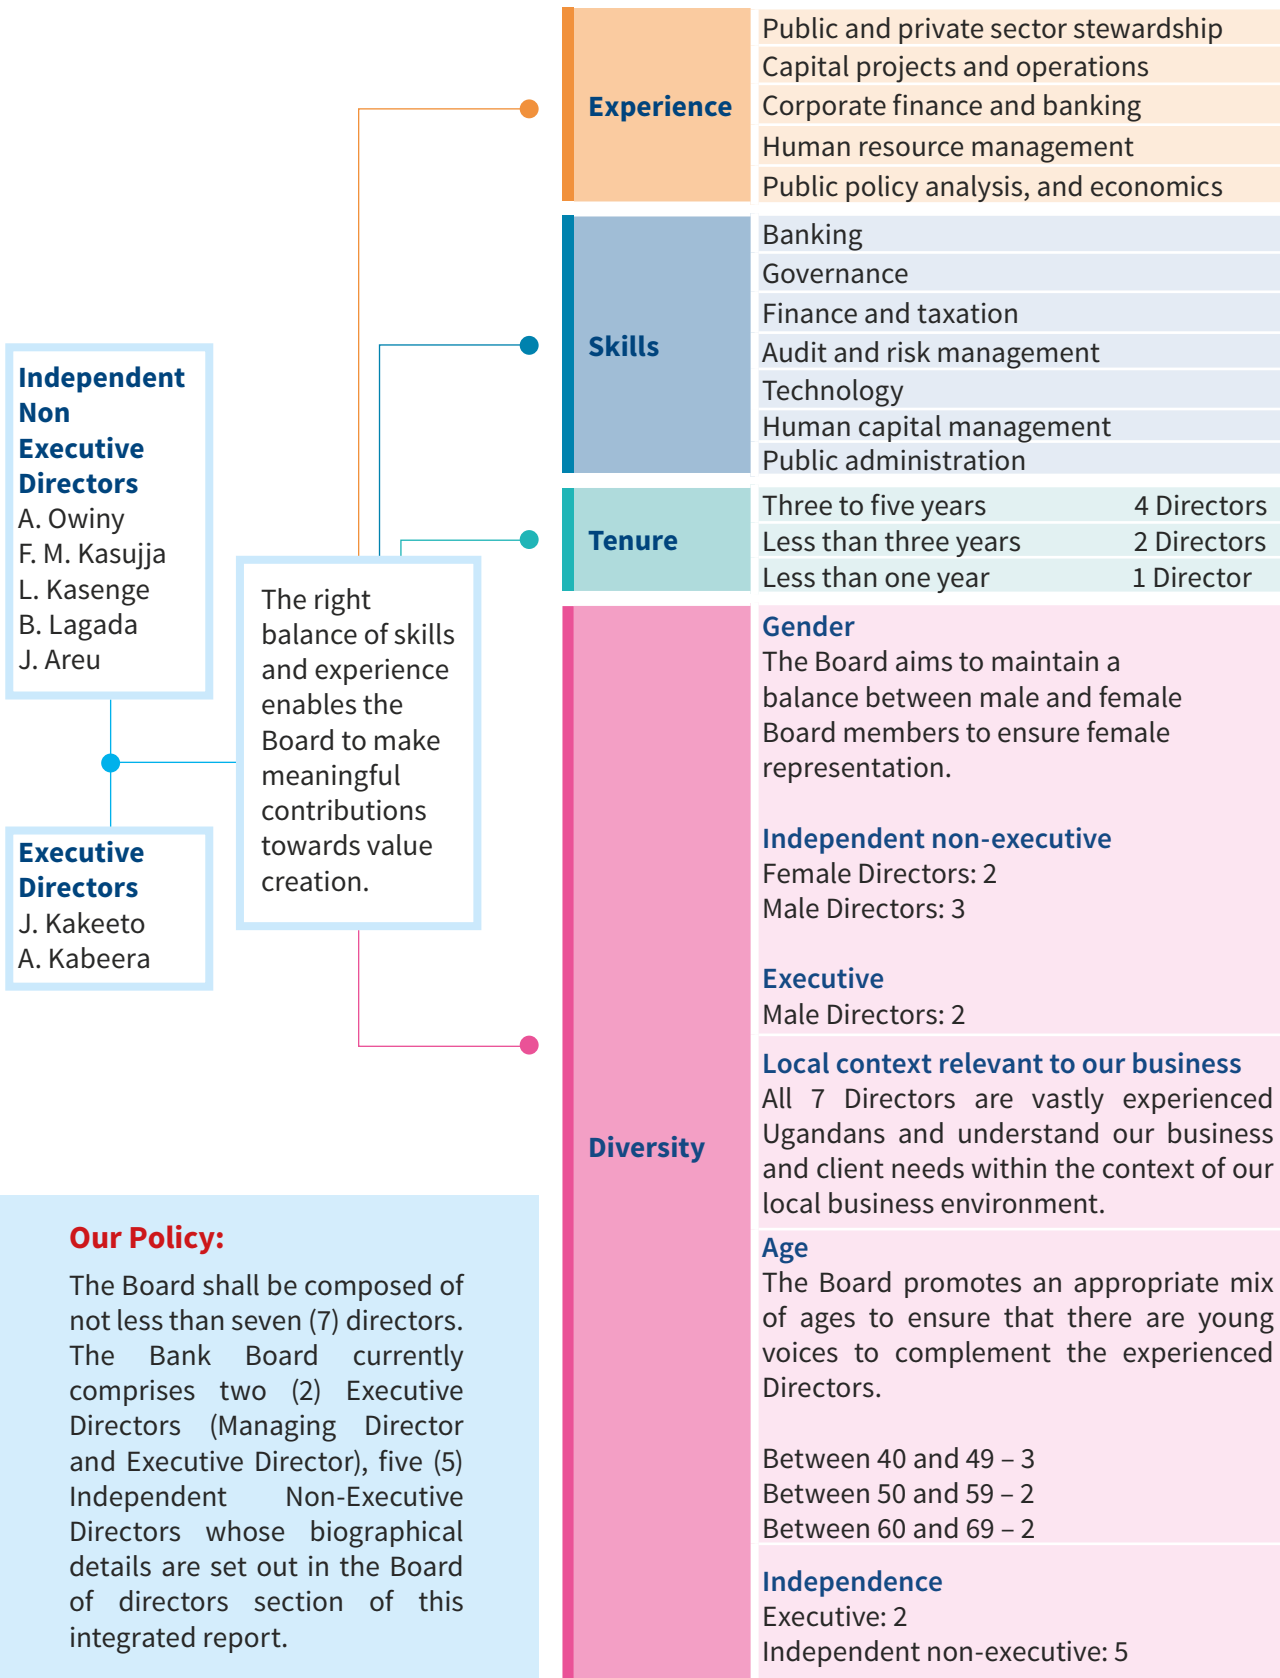 Independent
Non
Executive
Directors
A. Owiny
F. M. Kasujja
L. Kasenge
B. Lagada
J. Areu
Executive
Directors
J. Kakeeto
A. Kabeera
The right
balance of skills
and experience
enables the
Board to make
meaningful
contributions
towards value
creation.
Experience
Public and private sector stewardship
Capital projects and operations
Corporate finance and banking
Human resource management
Public policy analysis, and economics
Skills
Banking
Governance
Finance and taxation
Audit and risk management
Technology
Human capital management
Public administration
Tenure
Three to five years 4 Directors
Less than three years 2 Directors
Less than one year 1 Director
Diversity
Gender
The Board aims to maintain a
balance between male and female
Board members to ensure female
representation.
Independent non-executive
Female Directors: 2
Male Directors: 3
Executive
Male Directors: 2
Local context relevant to our business
All 7 Directors are vastly experienced
Ugandans and understand our business
and client needs within the context of our
local business environment.
Age
The Board promotes an appropriate mix
of ages to ensure that there are young
voices to complement the experienced
Directors.
Between 40 and 49 – 3
Between 50 and 59 – 2
Between 60 and 69 – 2
Independence
Executive: 2
Independent non-executive: 5
Our Policy:
The Board shall be composed of
not less than seven (7) directors.
The Bank Board currently
comprises two (2) Executive
Directors (Managing Director
and Executive Director), five (5)
Independent Non-Executive
Directors whose biographical
details are set out in the Board
of directors section of this
integrated report.